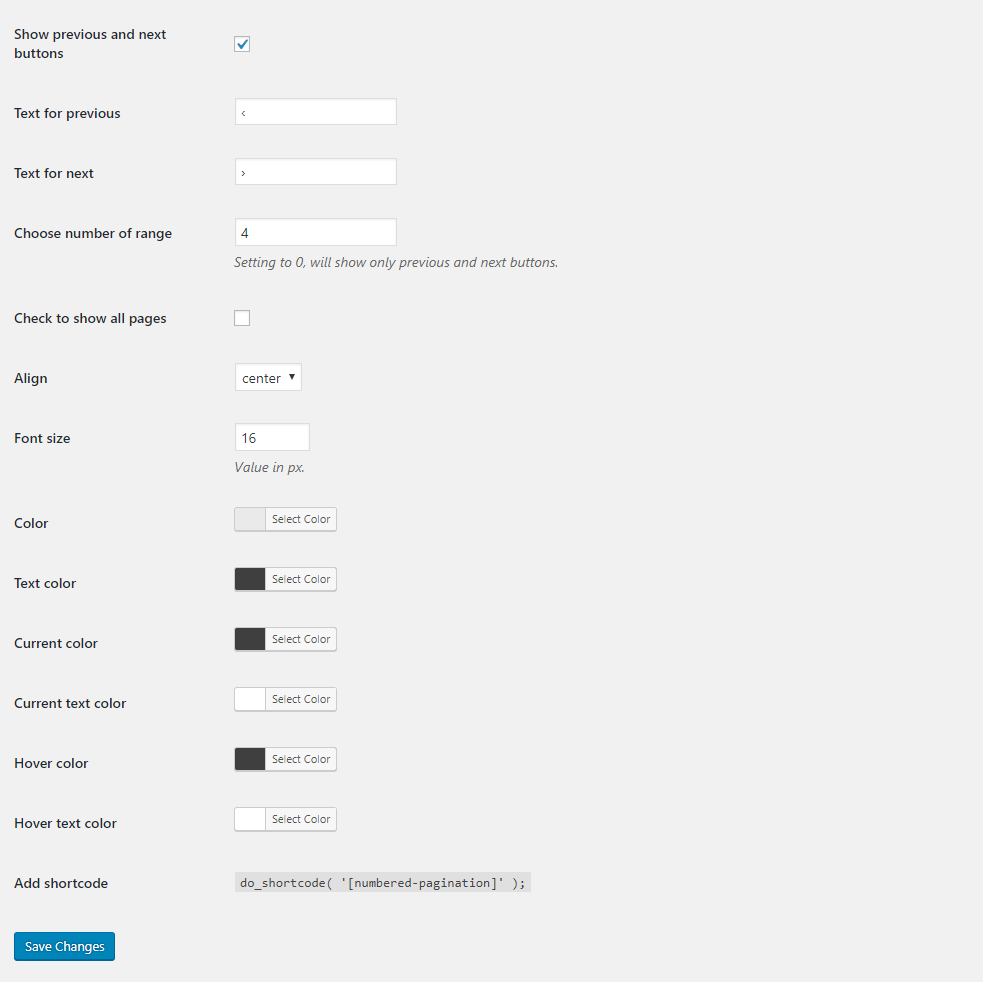 Show previous and next
buttons
Text for previous
‹
Text for next
›
Choose number of range
4
Setting to 0, will show only previous and next buttons.
Check to show all pages
Align
center
Font size
16
Value in px.
Color
Select Color
Text color
Select Color
Current color
Select Color
Current text color
Select Color
Hover color
Select Color
Hover text color
Select Color
Add shortcode
do_shortcode( '[numbered-pagination]' );
Save Changes